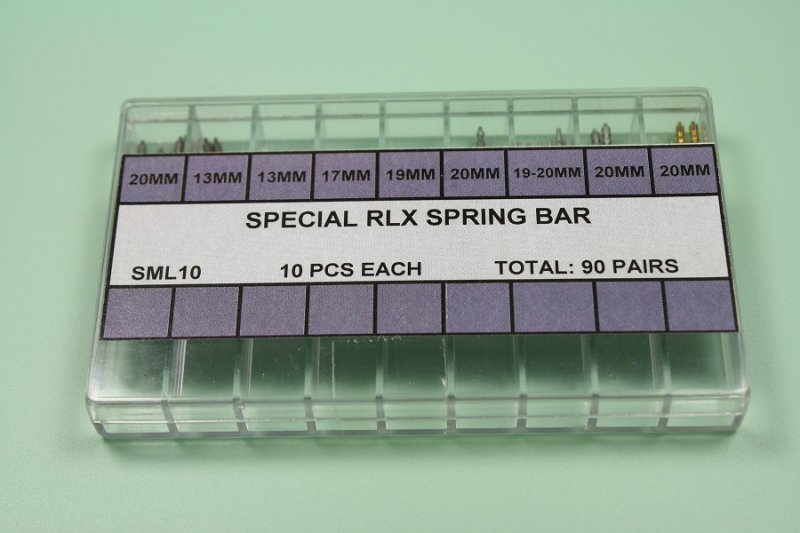 20MM 13MM 13MM 17MM 19MM 20MM 19-20MM 20MM 20MM
SPECIAL RLX SPRING BAR
SML10 10 PCS EACH TOTAL: 90 PAIRS